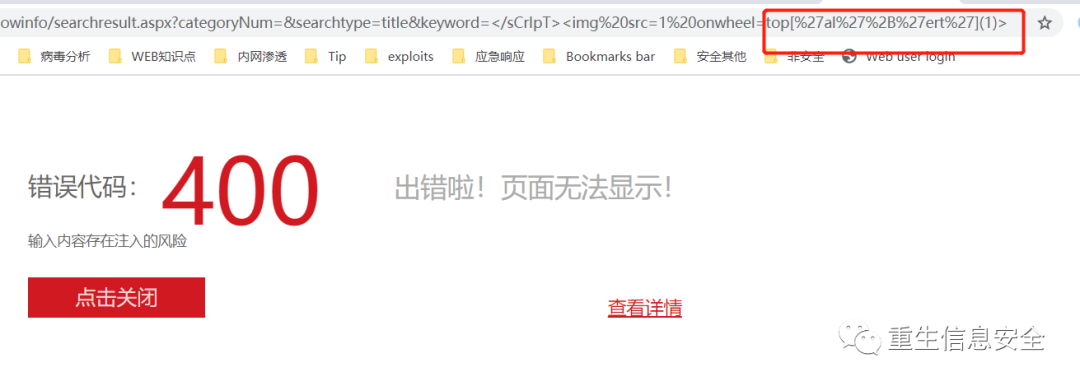 owinfo/searchresult.aspx?categoryNum=&searchtype=title&keyword=</sCrIpT><img%20src=1%20onwheel=top[%27al%27%2B%27ert%27](1)>
病毒分析 WEB知识点 内网渗透 Tip exploits 应急响应 Bookmarks bar 安全其他 非安全 Web user login
错误代码： 400 出错啦！页面无法显示！
输入内容存在注入的风险
点击关闭
查看详情
重生信息安全